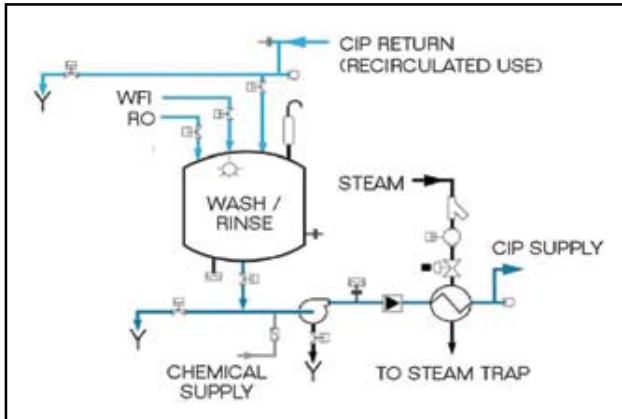 CIP RETURN
(RECIRCULATED USE)
WFI
RO
STEAM
WASH /
RINSE
CIP SUPPLY
CHEMICAL
SUPPLY
TO STEAM TRAP